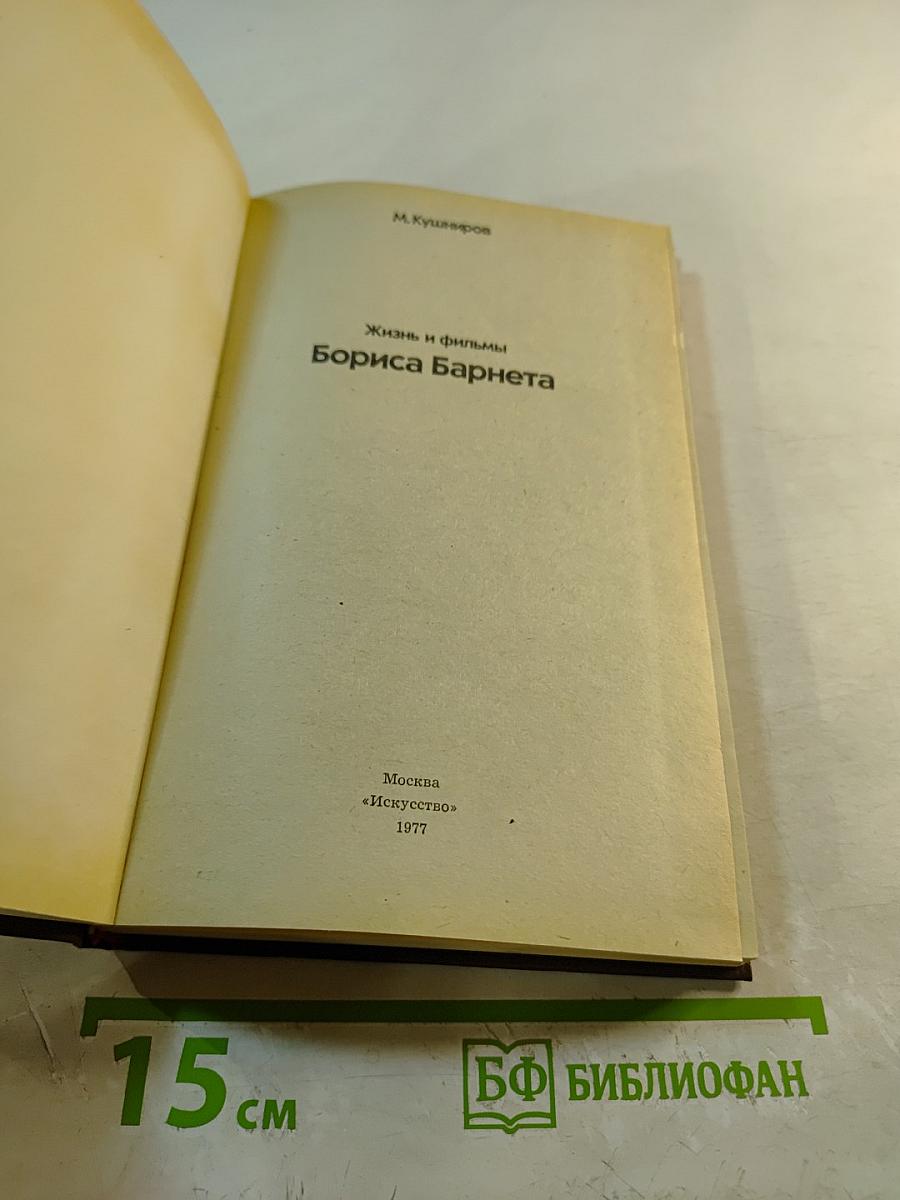 М. Кушниров
Жизнь и фильмы
Бориса Барнета
Москва
«Искусство»
1977
15 см
БФ БИБЛИОФАН